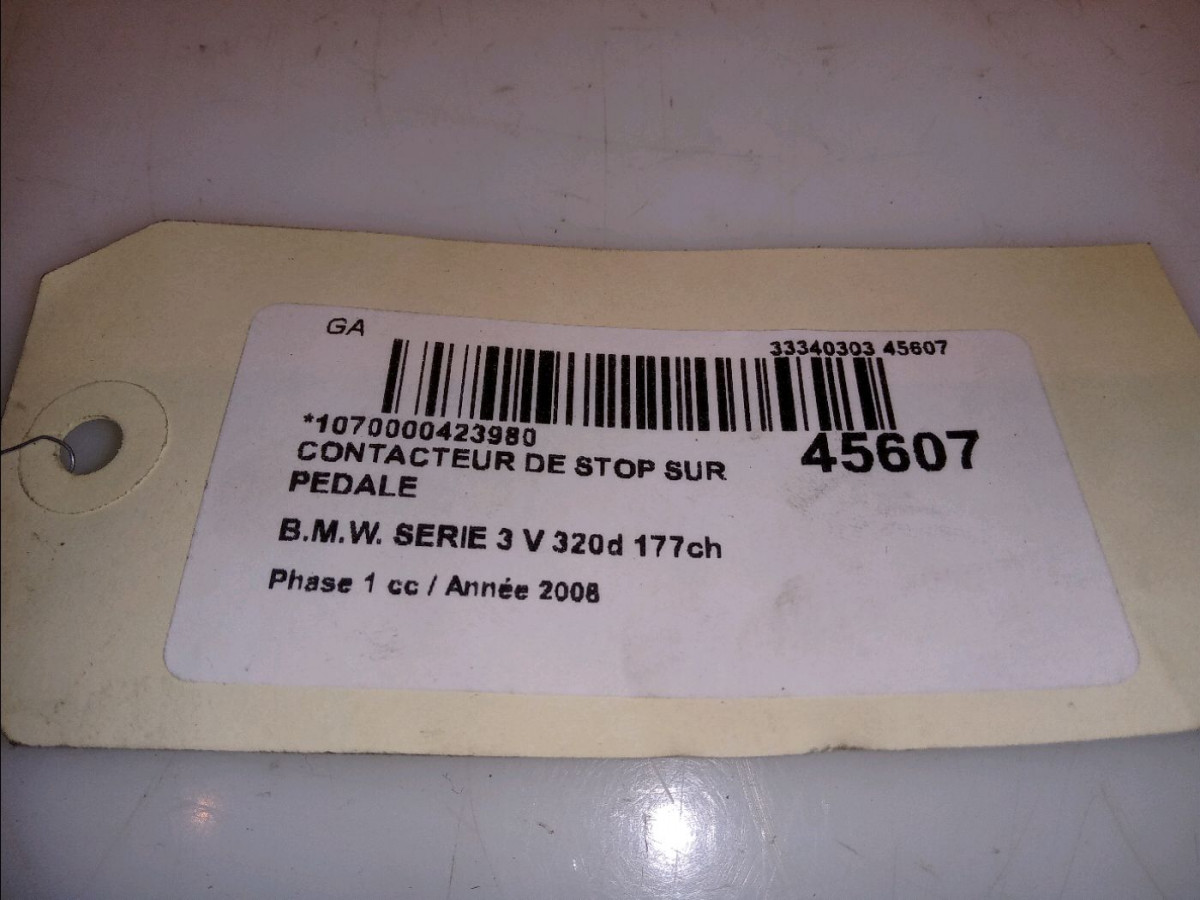 GA
33340303 45607
*1070000423980
45607
CONTACTEUR DE STOP SUR
PEDALE
B.M.W. SERIE 3 V 320d 177ch
Phase 1 cc / Année 2008